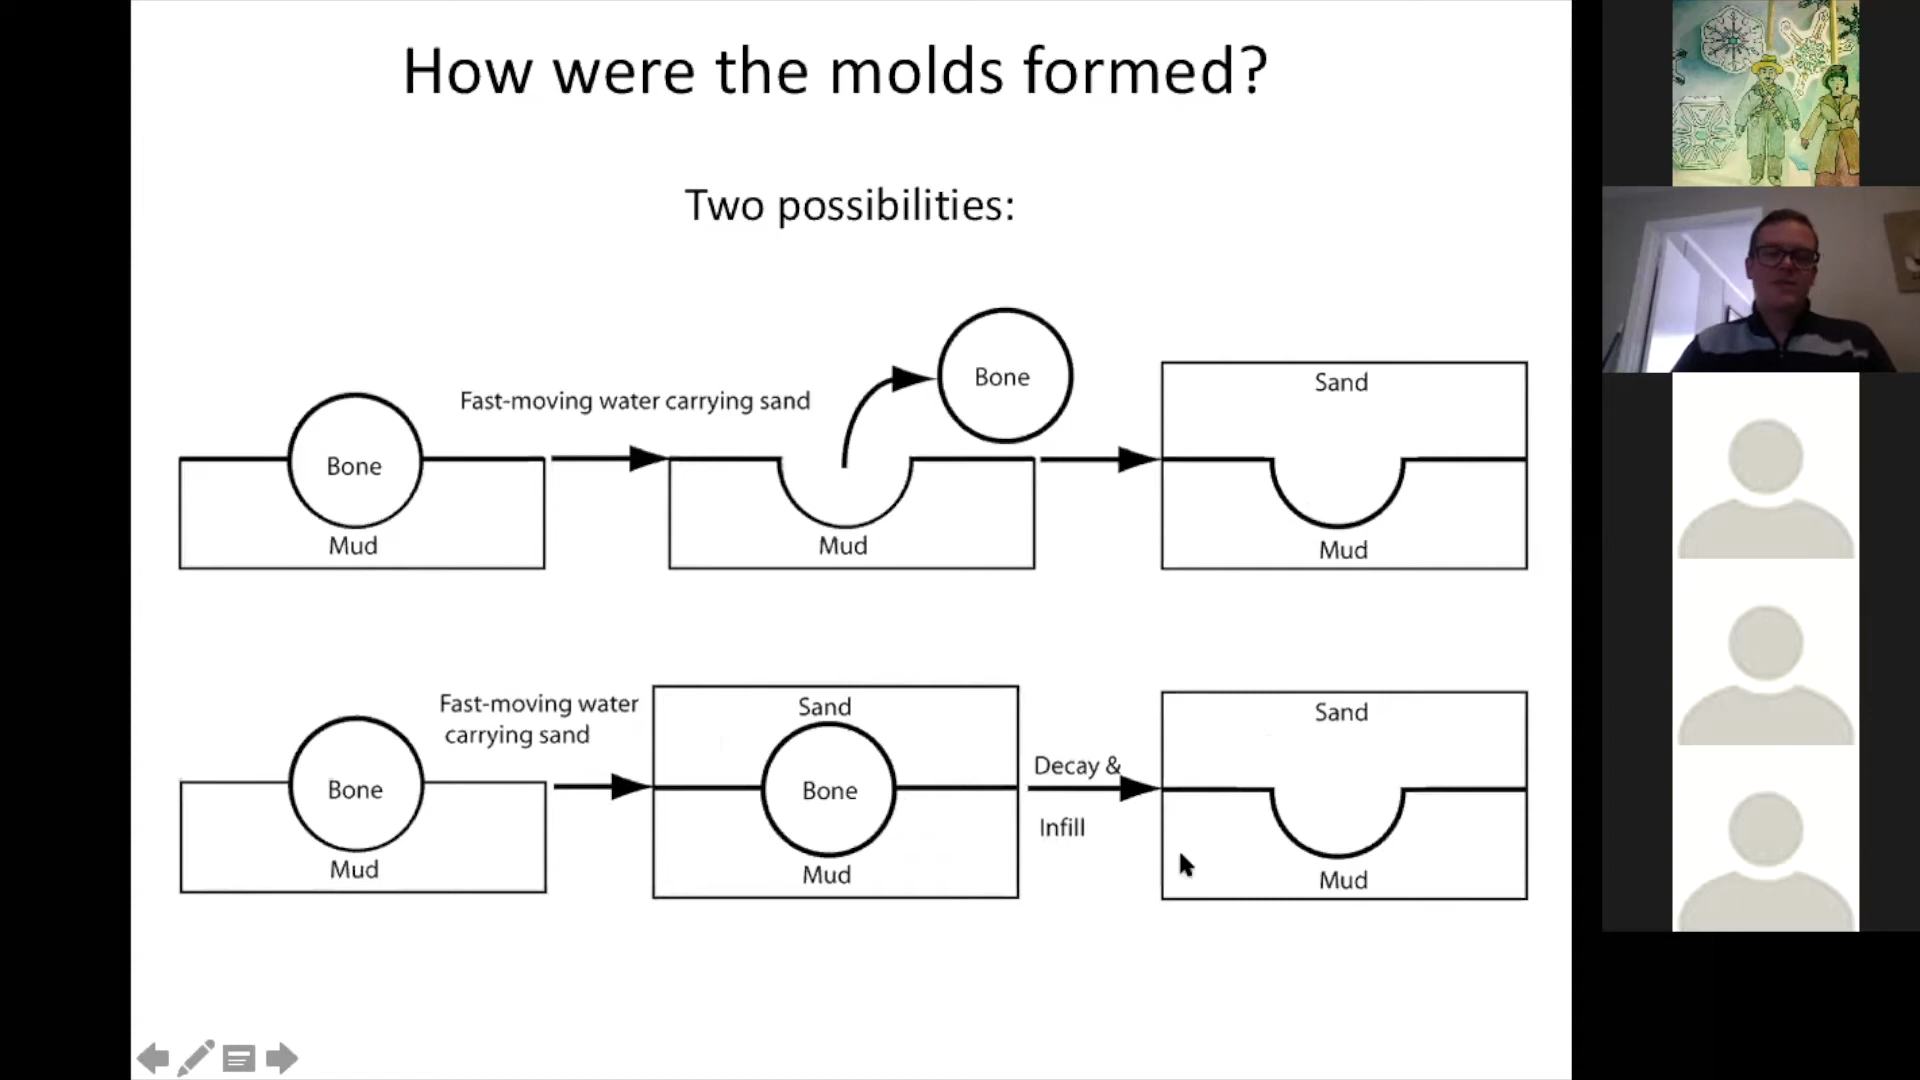 How were the molds formed?
Two possibilities:
Fast-moving water carrying sand
Bone
Mud
Bone
Mud
Sand
Mud
Fast-moving water
carrying sand
Bone
Mud
Sand
Bone
Mud
Decay &
Infill
Sand
Mud